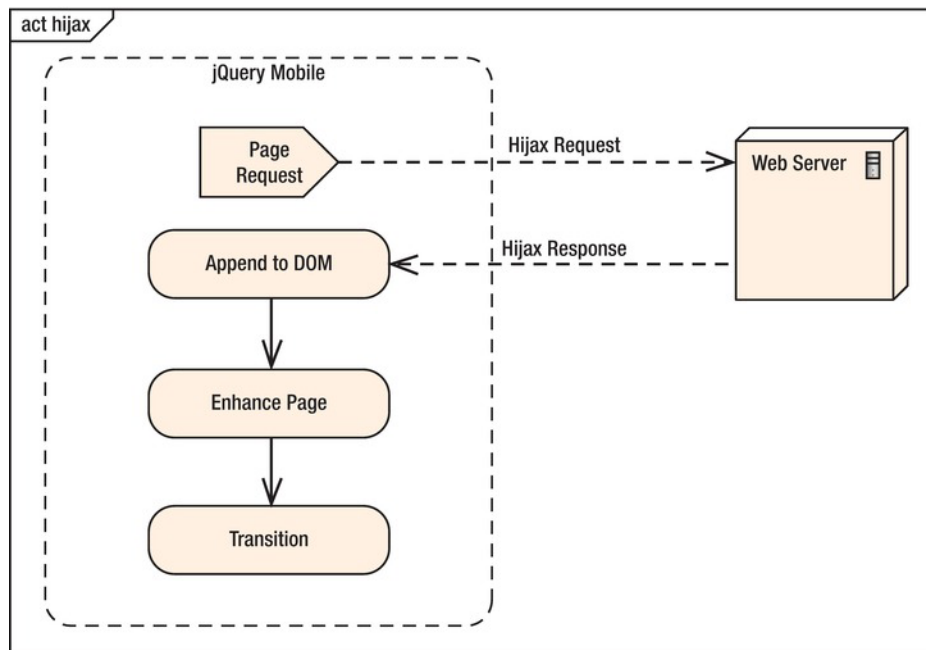 act hijax
jQuery Mobile
Page
Request
Hijax Request
Web Server
Append to DOM
Hijax Response
Enhance Page
Transition